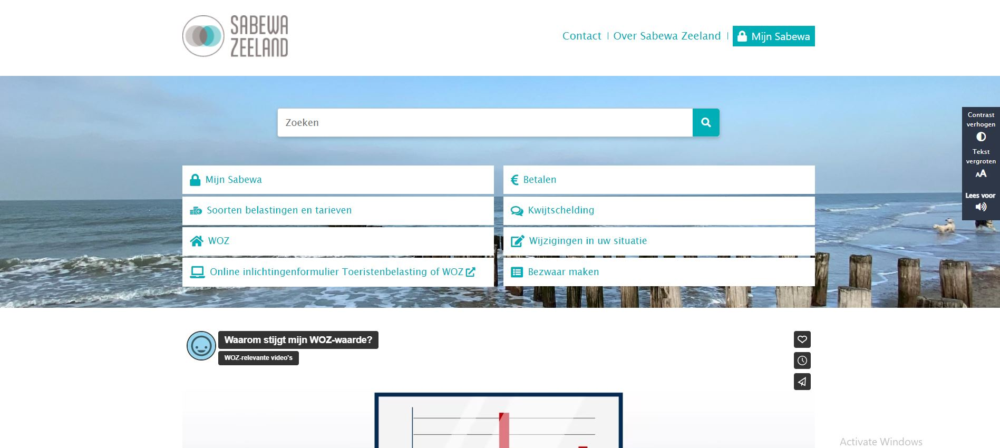 SABEWA
ZEELAND
Contact
Over Sabewa Zeeland
Mijn Sabewa
Zoeken
Contrast
verhogen
Tekst
vergroten
AA
Lees voor
Mijn Sabewa
€ Betalen
Soorten belastingen en tarieven
Kwijtschelding
WOZ
Wijzigingen in uw situatie
Online inlichtingenformulier Toeristenbelasting of WOZ
Bezwaar maken
Waarom stijgt mijn WOZ-waarde?
WOZ-relevante video's
Activate Windows